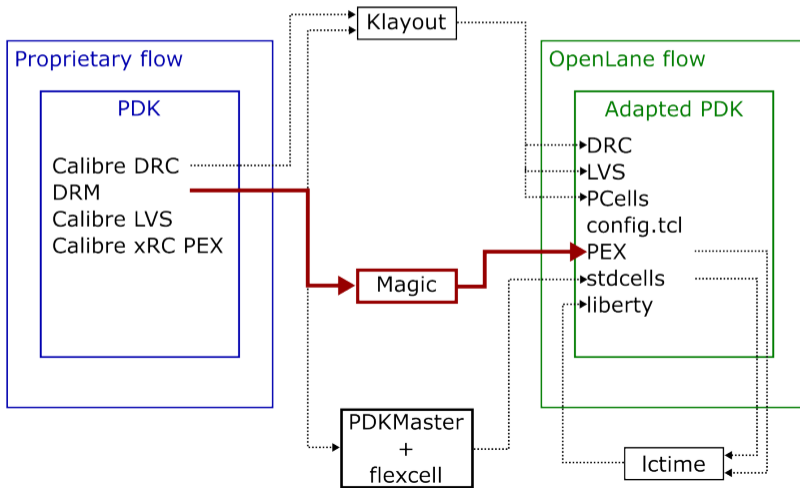 Klayout
Proprietary flow
PDK
Calibre DRC
DRM
Calibre LVS
Calibre xRC PEX
Magic
PDKMaster
+
flexcell
OpenLane flow
Adapted PDK
DRC
LVS
PCells
config.tcl
PEX
stdcells
liberty
lctime